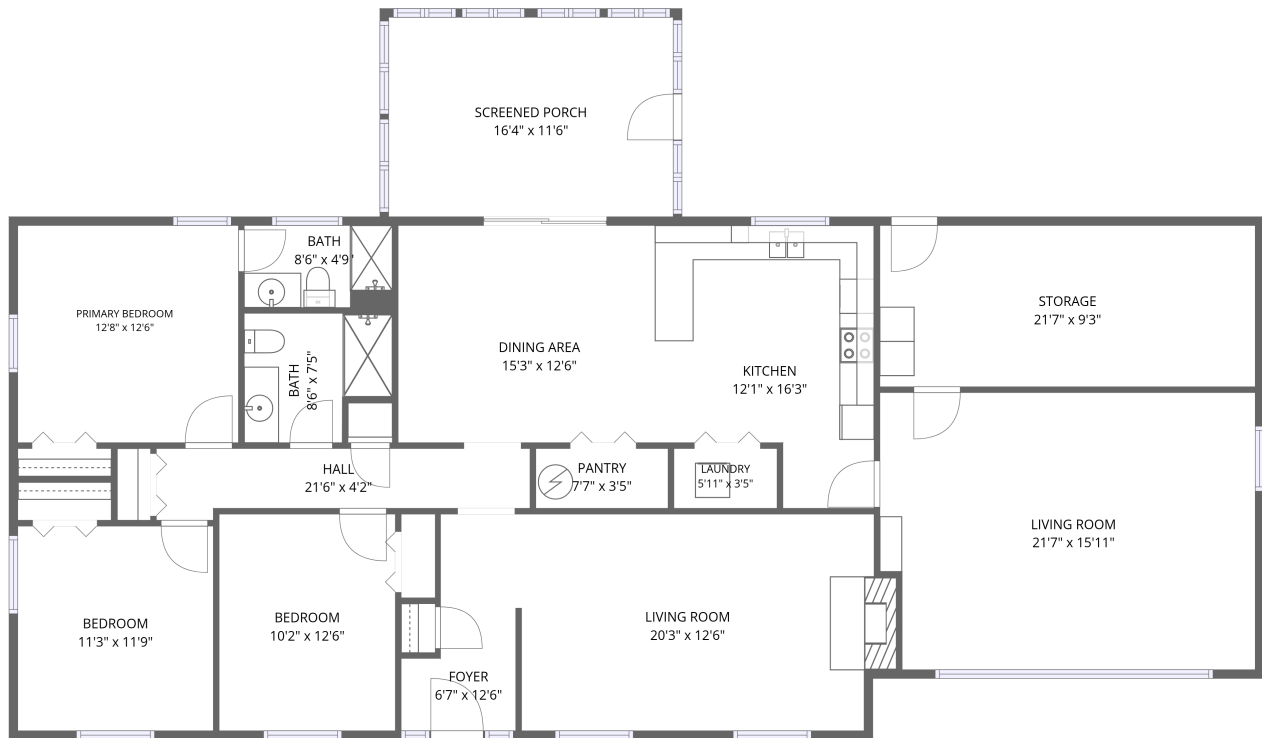 SCREENED PORCH
16'4" x 11'6"
BATH
8'6" x 4'9'
PRIMARY BEDROOM
12'8" x 12'6"
BATH
8'6" x 7'5"
DINING AREA
15'3" x 12'6"
KITCHEN
12'1" x 16'3"
STORAGE
21'7" x 9'3"
HALL
21'6" x 4'2"
PANTRY
7'7" x 3'5"
LAUNDRY
5'11" x 3'5"
LIVING ROOM
21'7" x 15'11"
BEDROOM
11'3" x 11'9"
BEDROOM
10'2" x 12'6"
LIVING ROOM
20'3" x 12'6"
FOYER
6'7" x 12'6"